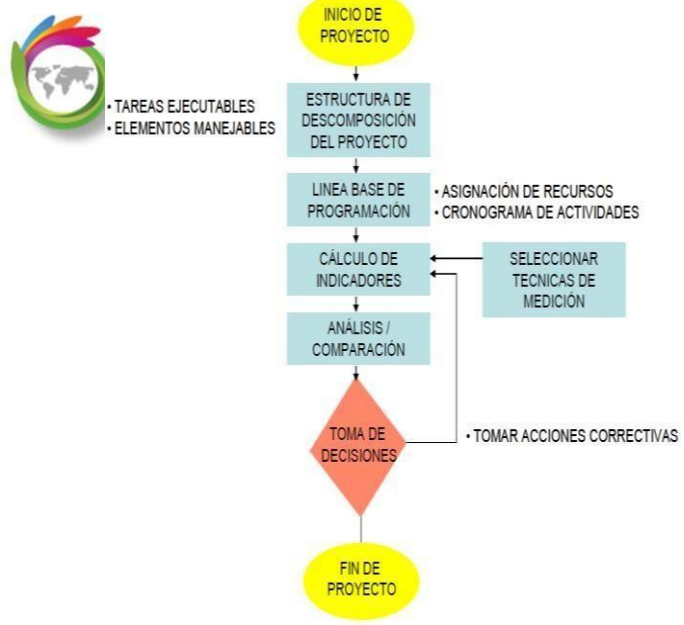 INICIO DE
PROYECTO
• TAREAS EJECUTABLES
• ELEMENTOS MANEJABLES
ESTRUCTURA DE
DESCOMPOSICIÓN
DEL PROYECTO
LINEA BASE DE
PROGRAMACIÓN
• ASIGNACIÓN DE RECURSOS
• CRONOGRAMA DE ACTIVIDADES
CÁLCULO DE
INDICADORES
SELECCIONAR
TECNICAS DE
MEDICIÓN
ANÁLISIS /
COMPARACIÓN
TOMA DE
DECISIONES
• TOMAR ACCIONES CORRECTIVAS
FIN DE
PROYECTO